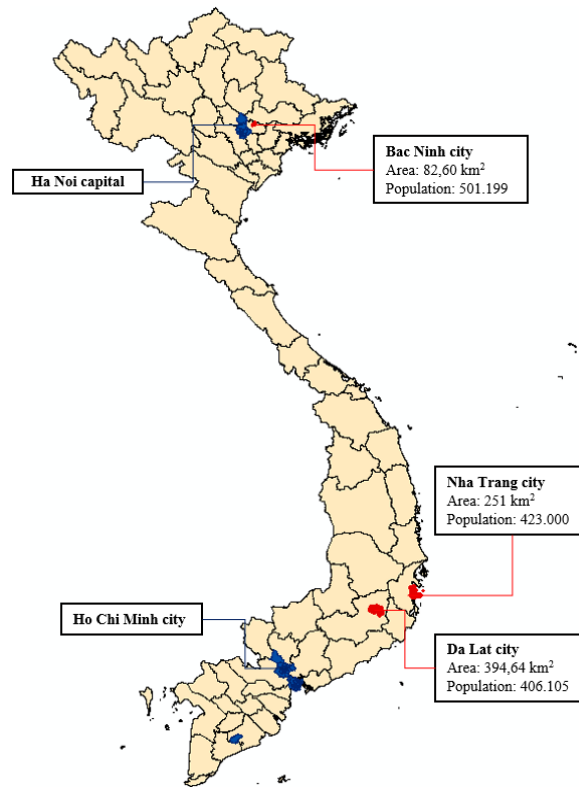 Bac Ninh city
Area: 82,60 km²
Population: 501.199
Ha Noi capital
Nha Trang city
Area: 251 km²
Population: 423.000
Ho Chi Minh city
Da Lat city
Area: 394,64 km²
Population: 406.105